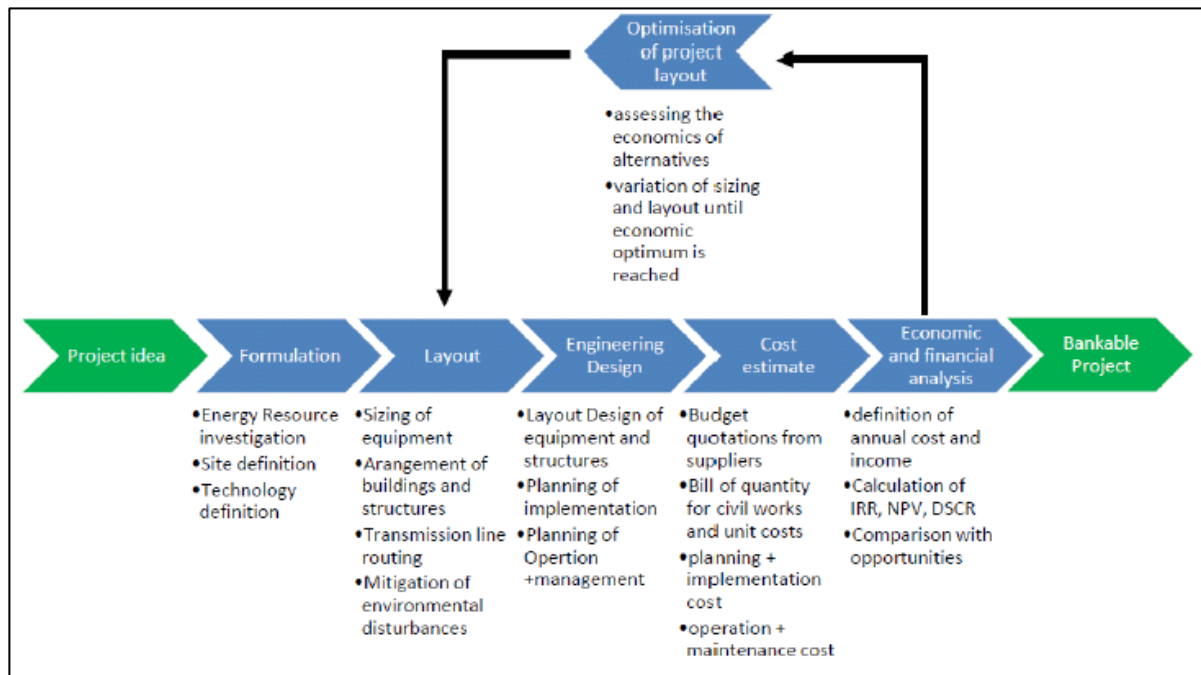 Optimisation
of project
layout
•assessing the
economics of
alternatives
•variation of sizing
and layout until
economic
optimum is
reached
Project idea
Formulation
Layout
Engineering
Design
Cost
estimate
Economic
and financial
analysis
Bankable
Project
•Energy Resource
investigation
•Site definition
•Technology
definition
•Sizing of
equipment
•Arangement of
buildings and
structures
•Transmission line
routing
•Mitigation of
environmental
disturbances
•Layout Design of
equipment and
structures
•Planning of
implementation
•Planning of
Opertion
+management
•Budget
quotations from
suppliers
•Bill of quantity
for civil works
and unit costs
•planning +
implementation
cost
•operation +
maintenance cost
•definition of
annual cost and
income
•Calculation of
IRR, NPV, DSCR
•Comparison with
opportunities